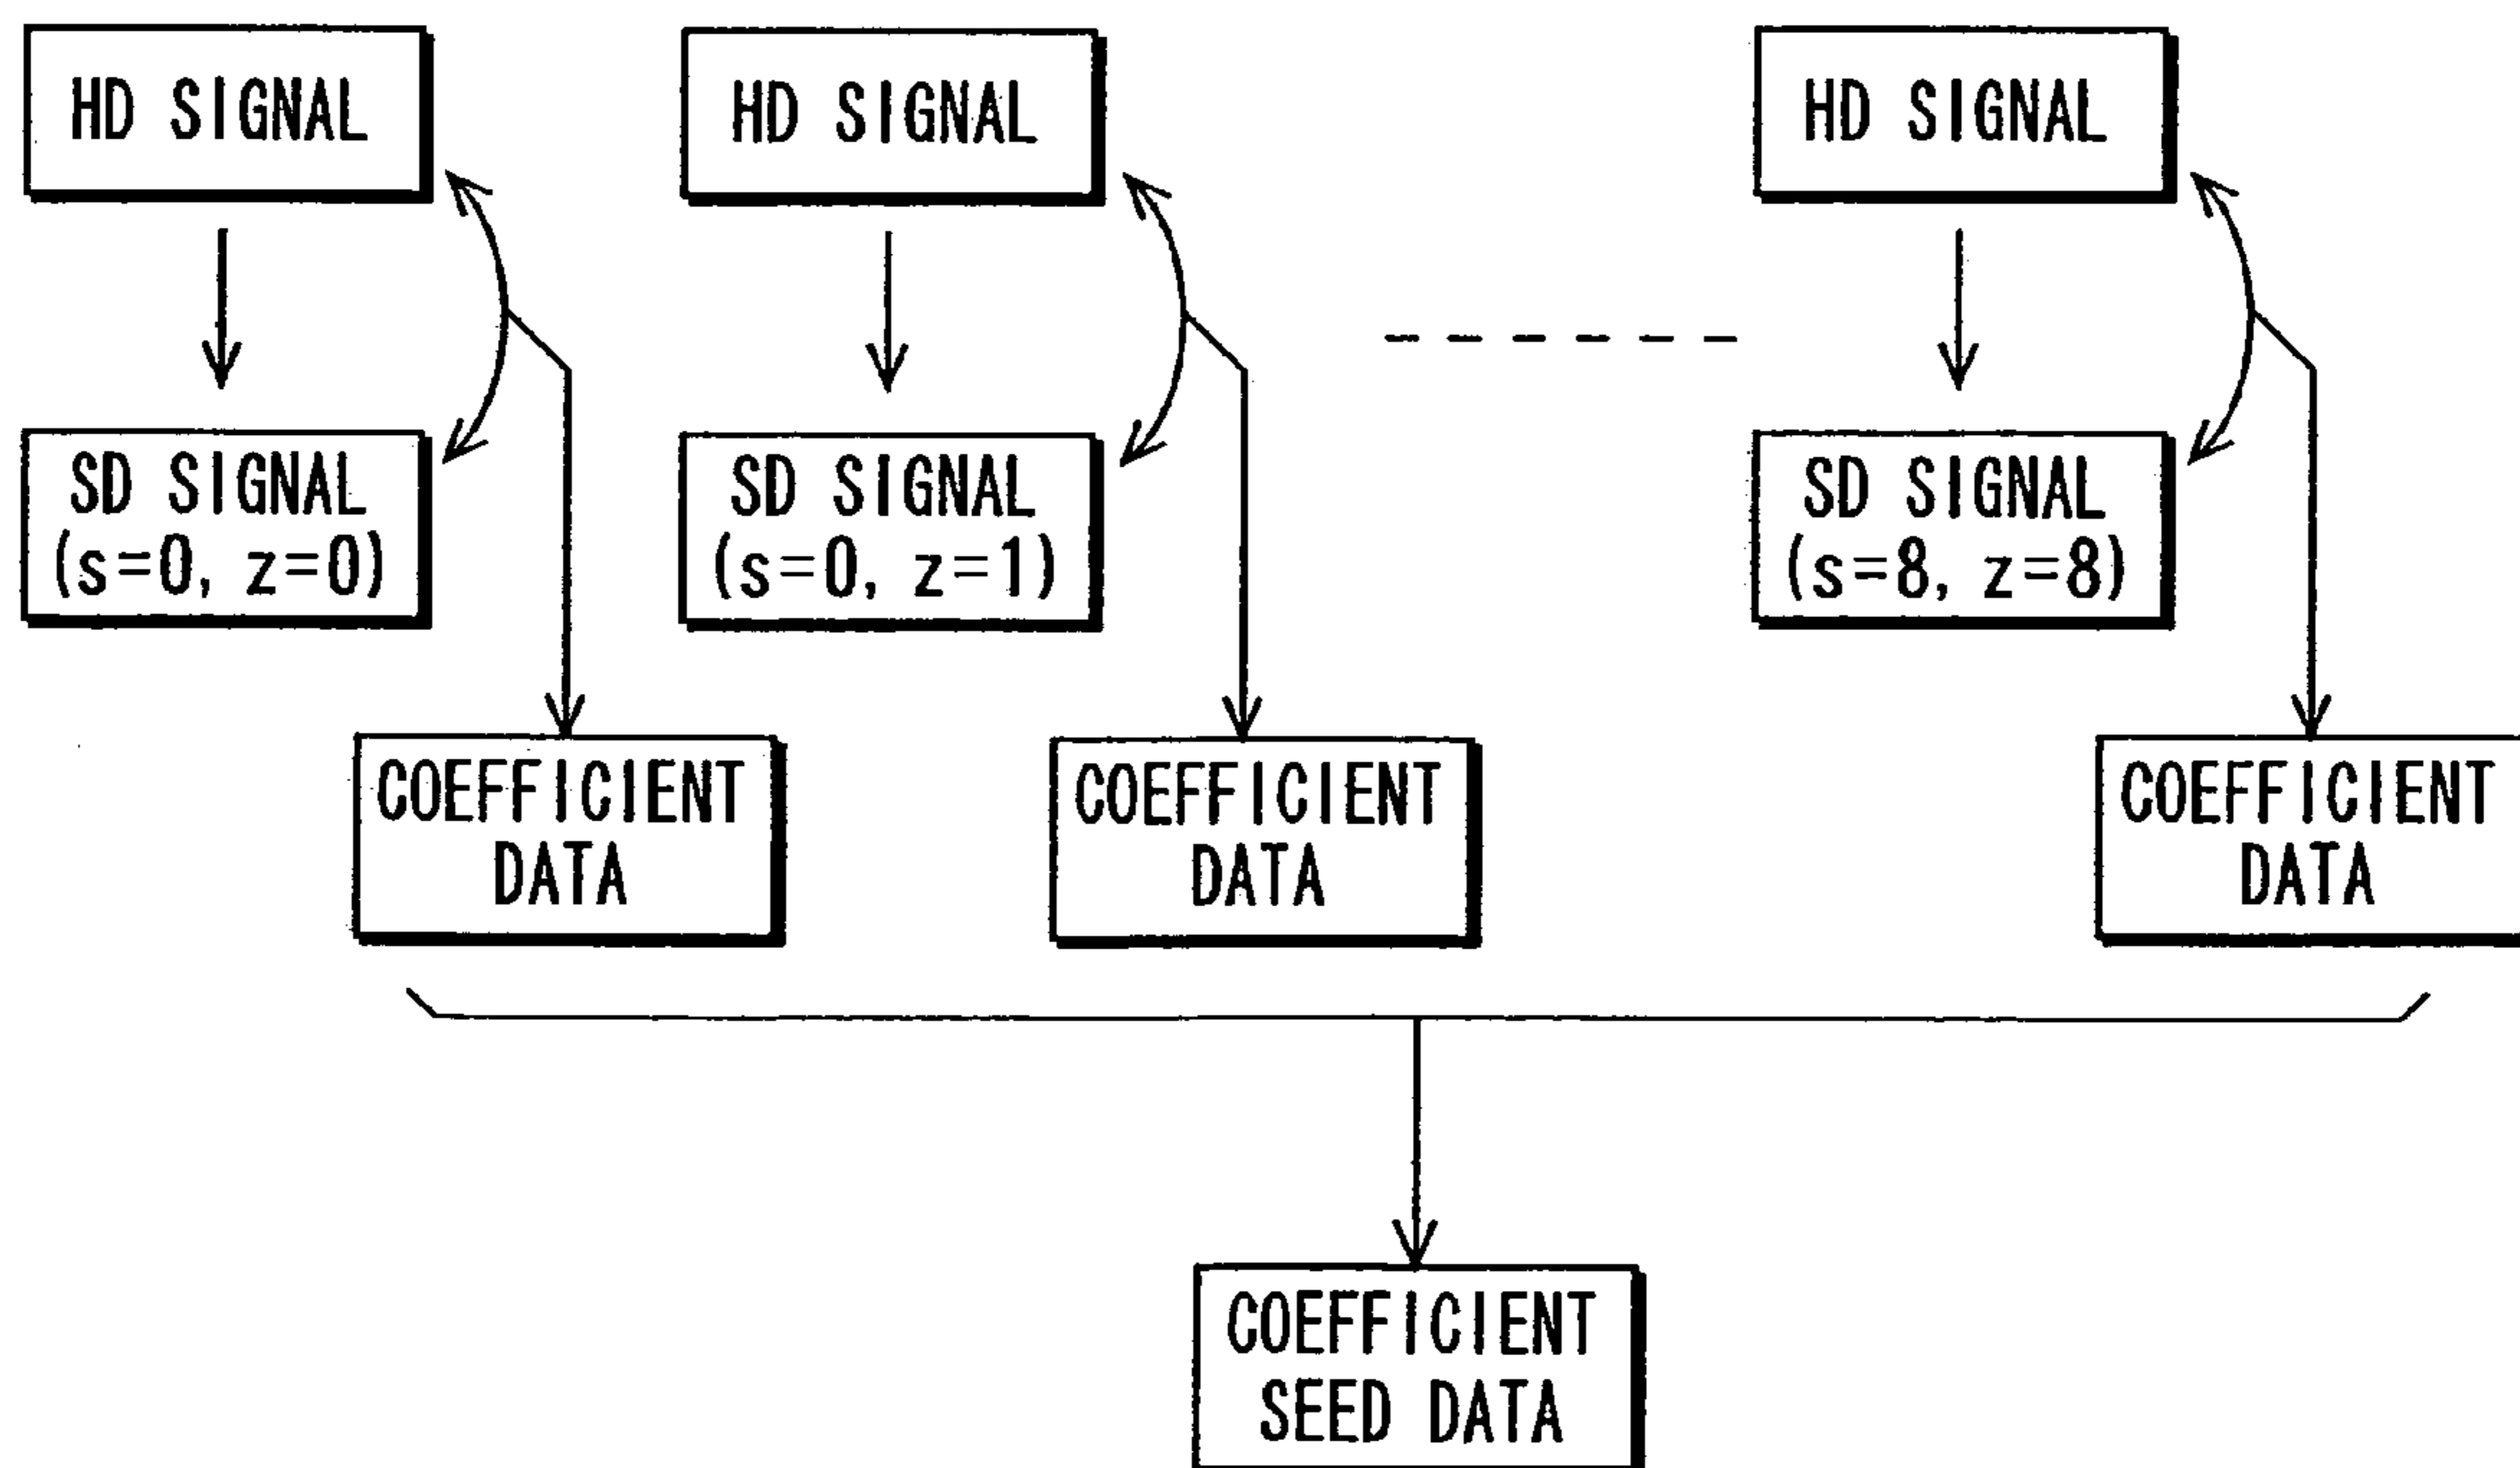 HD SIGNAL
HD SIGNAL
HD SIGNAL
SD SIGNAL
(s=0, z=0)
SD SIGNAL
(s=0, z=1)
SD SIGNAL
(s=8, z=8)
COEFFICIENT
DATA
COEFFICIENT
DATA
COEFFICIENT
DATA
COEFFICIENT
SEED DATA